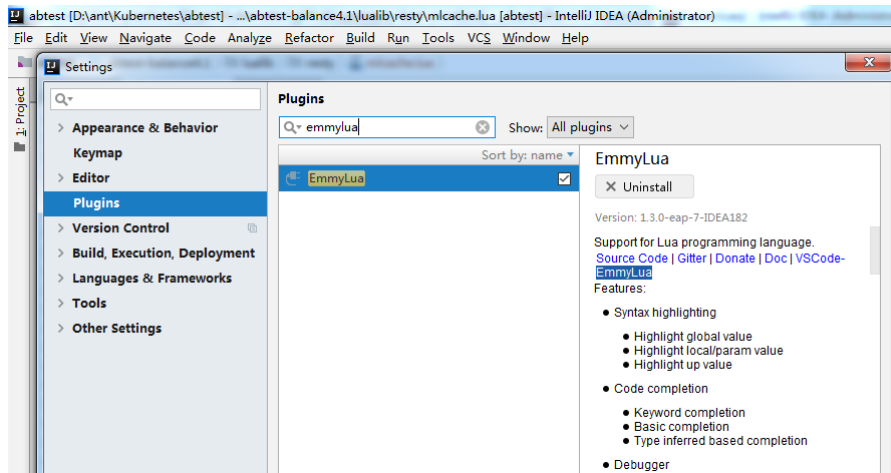 abtest [D:\ant\Kubernetes\abtest] - ...\abtest-balance4.1\lualib\resty\mlcache.lua [abtest] - IntelliJ IDEA (Administrator)
File Edit View Navigate Code Analyze Refactor Build Run Tools VCS Window Help
Settings
1: Project
Plugins
emmylua
Show: All plugins
Appearance & Behavior
Keymap
Editor
Plugins
Version Control
Build, Execution, Deployment
Languages & Frameworks
Tools
Other Settings
Sort by: name
EmmyLua
EmmyLua
Uninstall
Version: 1.3.0-eap-7-IDEA182
Support for Lua programming language.
Source Code | Gitter | Donate | Doc | VSCode-
EmmyLua
Features:
Syntax highlighting
Highlight global value
Highlight local/param value
Highlight up value
Code completion
Keyword completion
Basic completion
Type inferred based completion
Debugger